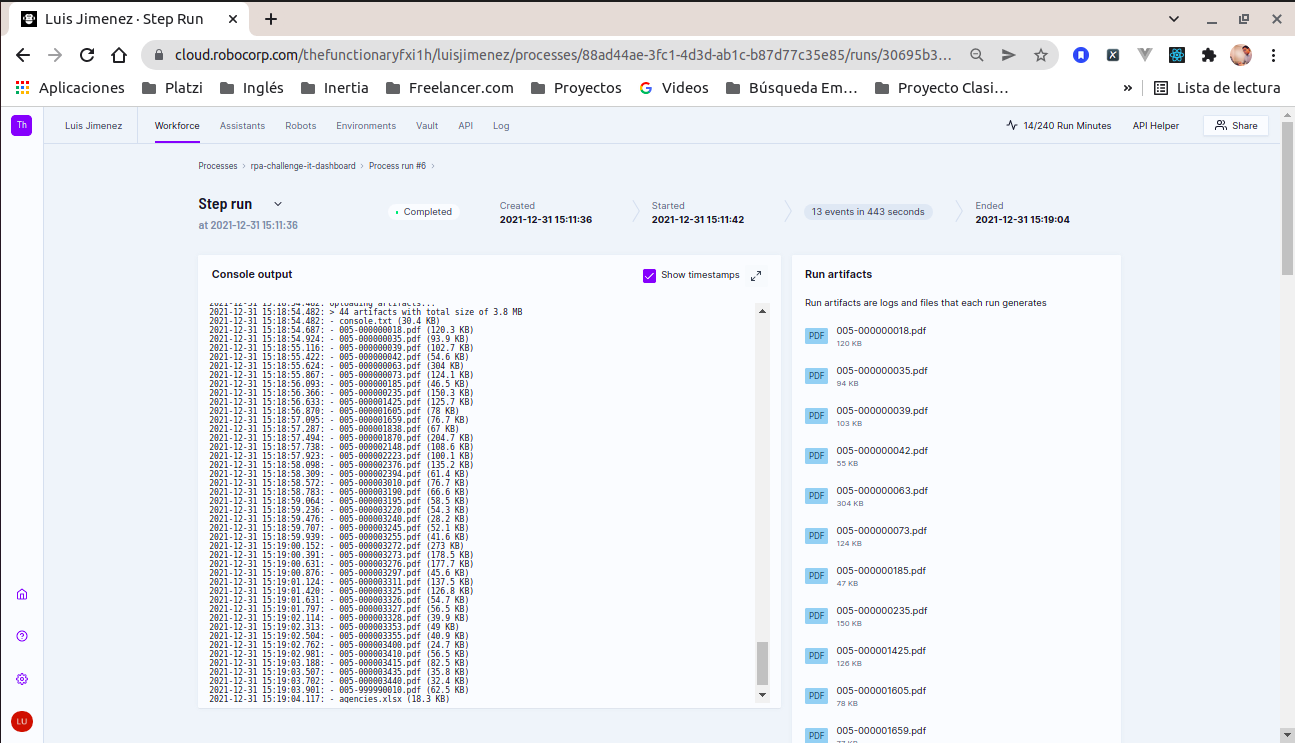 Luis Jimenez · Step Run
cloud.robocorp.com/thefunctionaryfxi1h/luisjimenez/processes/88ad44ae-3fc1-4d3d-ab1c-b87d77c35e85/runs/30695b3...
Aplicaciones Platzi Inglés Inertia Freelancer.com Proyectos Videos Búsqueda Em... Proyecto Clasi... » Lista de lectura
Th Luis Jimenez Workforce Assistants Robots Environments Vault API Log 14/240 Run Minutes API Helper Share
Processes › rpa-challenge-it-dashboard › Process run #6 ›
Step run
at 2021-12-31 15:11:36
Completed
Created
2021-12-31 15:11:36
Started
2021-12-31 15:11:42
13 events in 443 seconds
Ended
2021-12-31 15:19:04
Console output
Show timestamps
2021-12-31 15:18:54.482: Uploading artifacts...
2021-12-31 15:18:54.482: > 44 artifacts with total size of 3.8 MB
2021-12-31 15:18:54.482: - console.txt (30.4 KB)
2021-12-31 15:18:54.687: - 005-000000018.pdf (120.3 KB)
2021-12-31 15:18:54.924: - 005-000000035.pdf (93.9 KB)
2021-12-31 15:18:55.116: - 005-000000039.pdf (102.7 KB)
2021-12-31 15:18:55.422: - 005-000000042.pdf (54.6 KB)
2021-12-31 15:18:55.624: - 005-000000063.pdf (304 KB)
2021-12-31 15:18:55.867: - 005-000000073.pdf (124.1 KB)
2021-12-31 15:18:56.093: - 005-000000185.pdf (46.5 KB)
2021-12-31 15:18:56.366: - 005-000000235.pdf (150.3 KB)
2021-12-31 15:18:56.633: - 005-000001425.pdf (125.7 KB)
2021-12-31 15:18:56.870: - 005-000001605.pdf (78 KB)
2021-12-31 15:18:57.095: - 005-000001659.pdf (76.7 KB)
2021-12-31 15:18:57.287: - 005-000001838.pdf (67 KB)
2021-12-31 15:18:57.494: - 005-000001870.pdf (204.7 KB)
2021-12-31 15:18:57.738: - 005-000002148.pdf (108.6 KB)
2021-12-31 15:18:57.923: - 005-000002223.pdf (100.1 KB)
2021-12-31 15:18:58.098: - 005-000002376.pdf (135.2 KB)
2021-12-31 15:18:58.309: - 005-000002394.pdf (61.4 KB)
2021-12-31 15:18:58.572: - 005-000003010.pdf (76.7 KB)
2021-12-31 15:18:58.783: - 005-000003190.pdf (66.6 KB)
2021-12-31 15:18:59.064: - 005-000003195.pdf (58.5 KB)
2021-12-31 15:18:59.236: - 005-000003220.pdf (54.3 KB)
2021-12-31 15:18:59.476: - 005-000003240.pdf (28.2 KB)
2021-12-31 15:18:59.707: - 005-000003245.pdf (52.1 KB)
2021-12-31 15:18:59.939: - 005-000003255.pdf (41.6 KB)
2021-12-31 15:19:00.152: - 005-000003272.pdf (273 KB)
2021-12-31 15:19:00.391: - 005-000003273.pdf (178.5 KB)
2021-12-31 15:19:00.631: - 005-000003276.pdf (177.7 KB)
2021-12-31 15:19:00.876: - 005-000003297.pdf (45.6 KB)
2021-12-31 15:19:01.124: - 005-000003311.pdf (137.5 KB)
2021-12-31 15:19:01.420: - 005-000003325.pdf (126.8 KB)
2021-12-31 15:19:01.631: - 005-000003326.pdf (54.7 KB)
2021-12-31 15:19:01.797: - 005-000003327.pdf (56.5 KB)
2021-12-31 15:19:02.114: - 005-000003328.pdf (39.9 KB)
2021-12-31 15:19:02.313: - 005-000003353.pdf (49 KB)
2021-12-31 15:19:02.504: - 005-000003355.pdf (40.9 KB)
2021-12-31 15:19:02.762: - 005-000003400.pdf (24.7 KB)
2021-12-31 15:19:02.981: - 005-000003410.pdf (56.5 KB)
2021-12-31 15:19:03.188: - 005-000003415.pdf (82.5 KB)
2021-12-31 15:19:03.507: - 005-000003435.pdf (35.8 KB)
2021-12-31 15:19:03.702: - 005-000003440.pdf (32.4 KB)
2021-12-31 15:19:03.901: - 005-999990010.pdf (62.5 KB)
2021-12-31 15:19:04.117: - agencies.xlsx (18.3 KB)
Run artifacts
Run artifacts are logs and files that each run generates
PDF 005-000000018.pdf
120 KB
PDF 005-000000035.pdf
94 KB
PDF 005-000000039.pdf
103 KB
PDF 005-000000042.pdf
55 KB
PDF 005-000000063.pdf
304 KB
PDF 005-000000073.pdf
124 KB
PDF 005-000000185.pdf
47 KB
PDF 005-000000235.pdf
150 KB
PDF 005-000001425.pdf
126 KB
PDF 005-000001605.pdf
78 KB
PDF 005-000001659.pdf
77 KB
LU